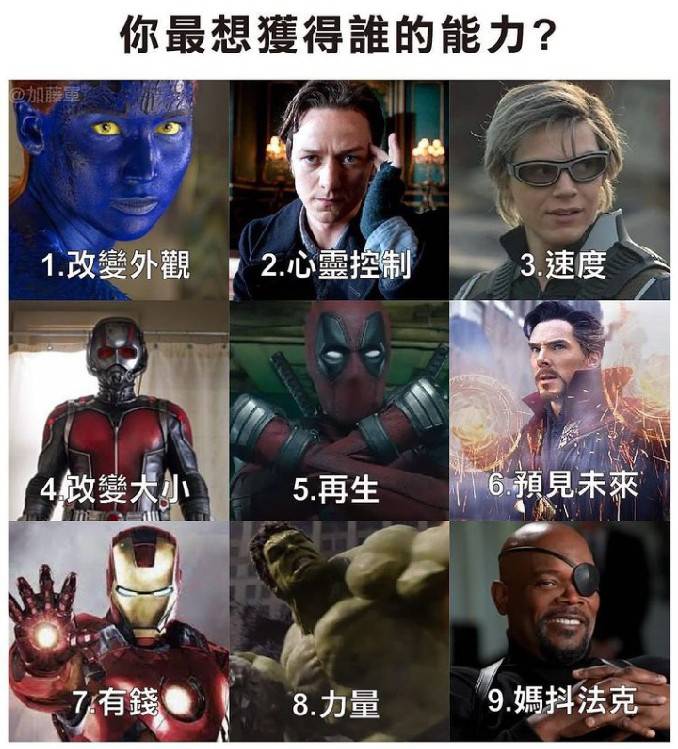 你最想獲得誰的能力?
@加藤軍
1.改變外觀
2.心靈控制
3.速度
4.改變大小
5.再生
6.預見未來
7.有錢
8.力量
9.媽抖法克